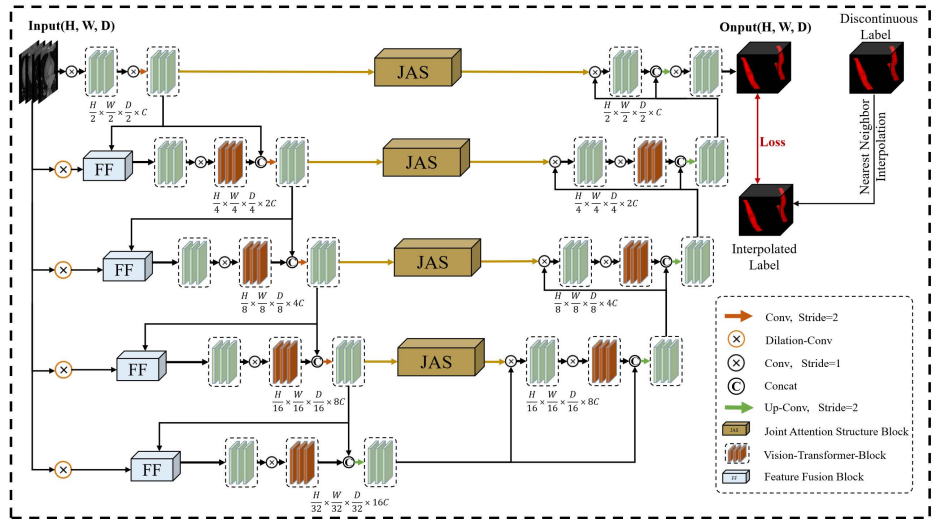 Input(H, W, D)
Onput(H, W, D)
Discontinuous
Label
JAS
H/2 × W/2 × D/2 × C
H/2 × W/2 × D/2 × C
Loss
Nearest Neighbor
Interpolation
FF
JAS
H/4 × W/4 × D/4 × 2C
H/4 × W/4 × D/4 × 2C
Interpolated
Label
FF
JAS
H/8 × W/8 × D/8 × 4C
H/8 × W/8 × D/8 × 4C
FF
JAS
H/16 × W/16 × D/16 × 8C
H/16 × W/16 × D/16 × 8C
FF
H/32 × W/32 × D/32 × 16C
Conv, Stride=2
Dilation-Conv
Conv, Stride=1
C Concat
Up-Conv, Stride=2
JAS Joint Attention Structure Block
Vision-Transformer-Block
FF Feature Fusion Block